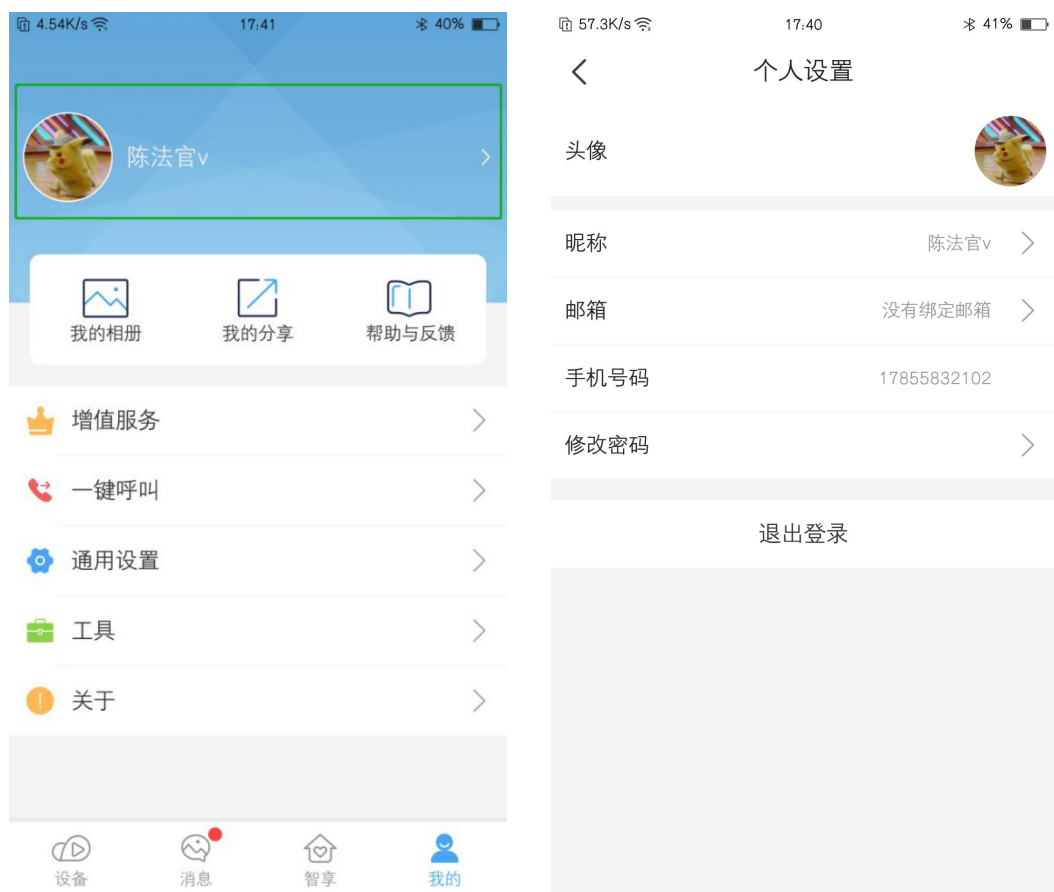 4.54K/s 17:41 40%
陈法官v
我的相册 我的分享 帮助与反馈
增值服务
一键呼叫
通用设置
工具
关于
设备 消息 智享 我的
57.3K/s 17:40 41%
个人设置
头像
昵称 陈法官v
邮箱 没有绑定邮箱
手机号码 17855832102
修改密码
退出登录